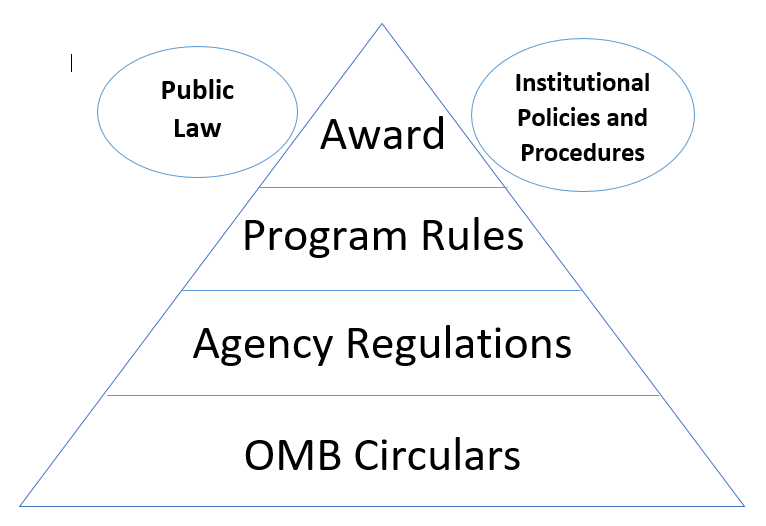 Public
Law
Institutional
Policies and
Procedures
Award
Program Rules
Agency Regulations
OMB Circulars